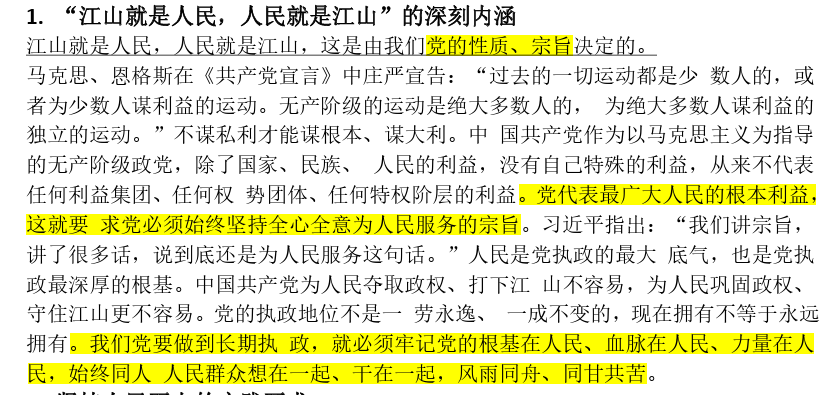 1. “江山就是人民，人民就是江山”的深刻内涵
江山就是人民，人民就是江山，这是由我们党的性质、宗旨决定的。
马克思、恩格斯在《共产党宣言》中庄严宣告：“过去的一切运动都是少 数人的，或
者为少数人谋利益的运动。无产阶级的运动是绝大多数人的， 为绝大多数人谋利益的
独立的运动。”不谋私利才能谋根本、谋大利。中 国共产党作为以马克思主义为指导
的无产阶级政党，除了国家、民族、 人民的利益，没有自己特殊的利益，从来不代表
任何利益集团、任何权 势团体、任何特权阶层的利益。党代表最广大人民的根本利益，
这就要 求党必须始终坚持全心全意为人民服务的宗旨。习近平指出：“我们讲宗旨，
讲了很多话，说到底还是为人民服务这句话。”人民是党执政的最大 底气，也是党执
政最深厚的根基。中国共产党为人民夺取政权、打下江 山不容易，为人民巩固政权、
守住江山更不容易。党的执政地位不是一 劳永逸、 一成不变的，现在拥有不等于永远
拥有。我们党要做到长期执 政，就必须牢记党的根基在人民、血脉在人民、力量在人
民，始终同人 人民群众想在一起、干在一起，风雨同舟、同甘共苦。